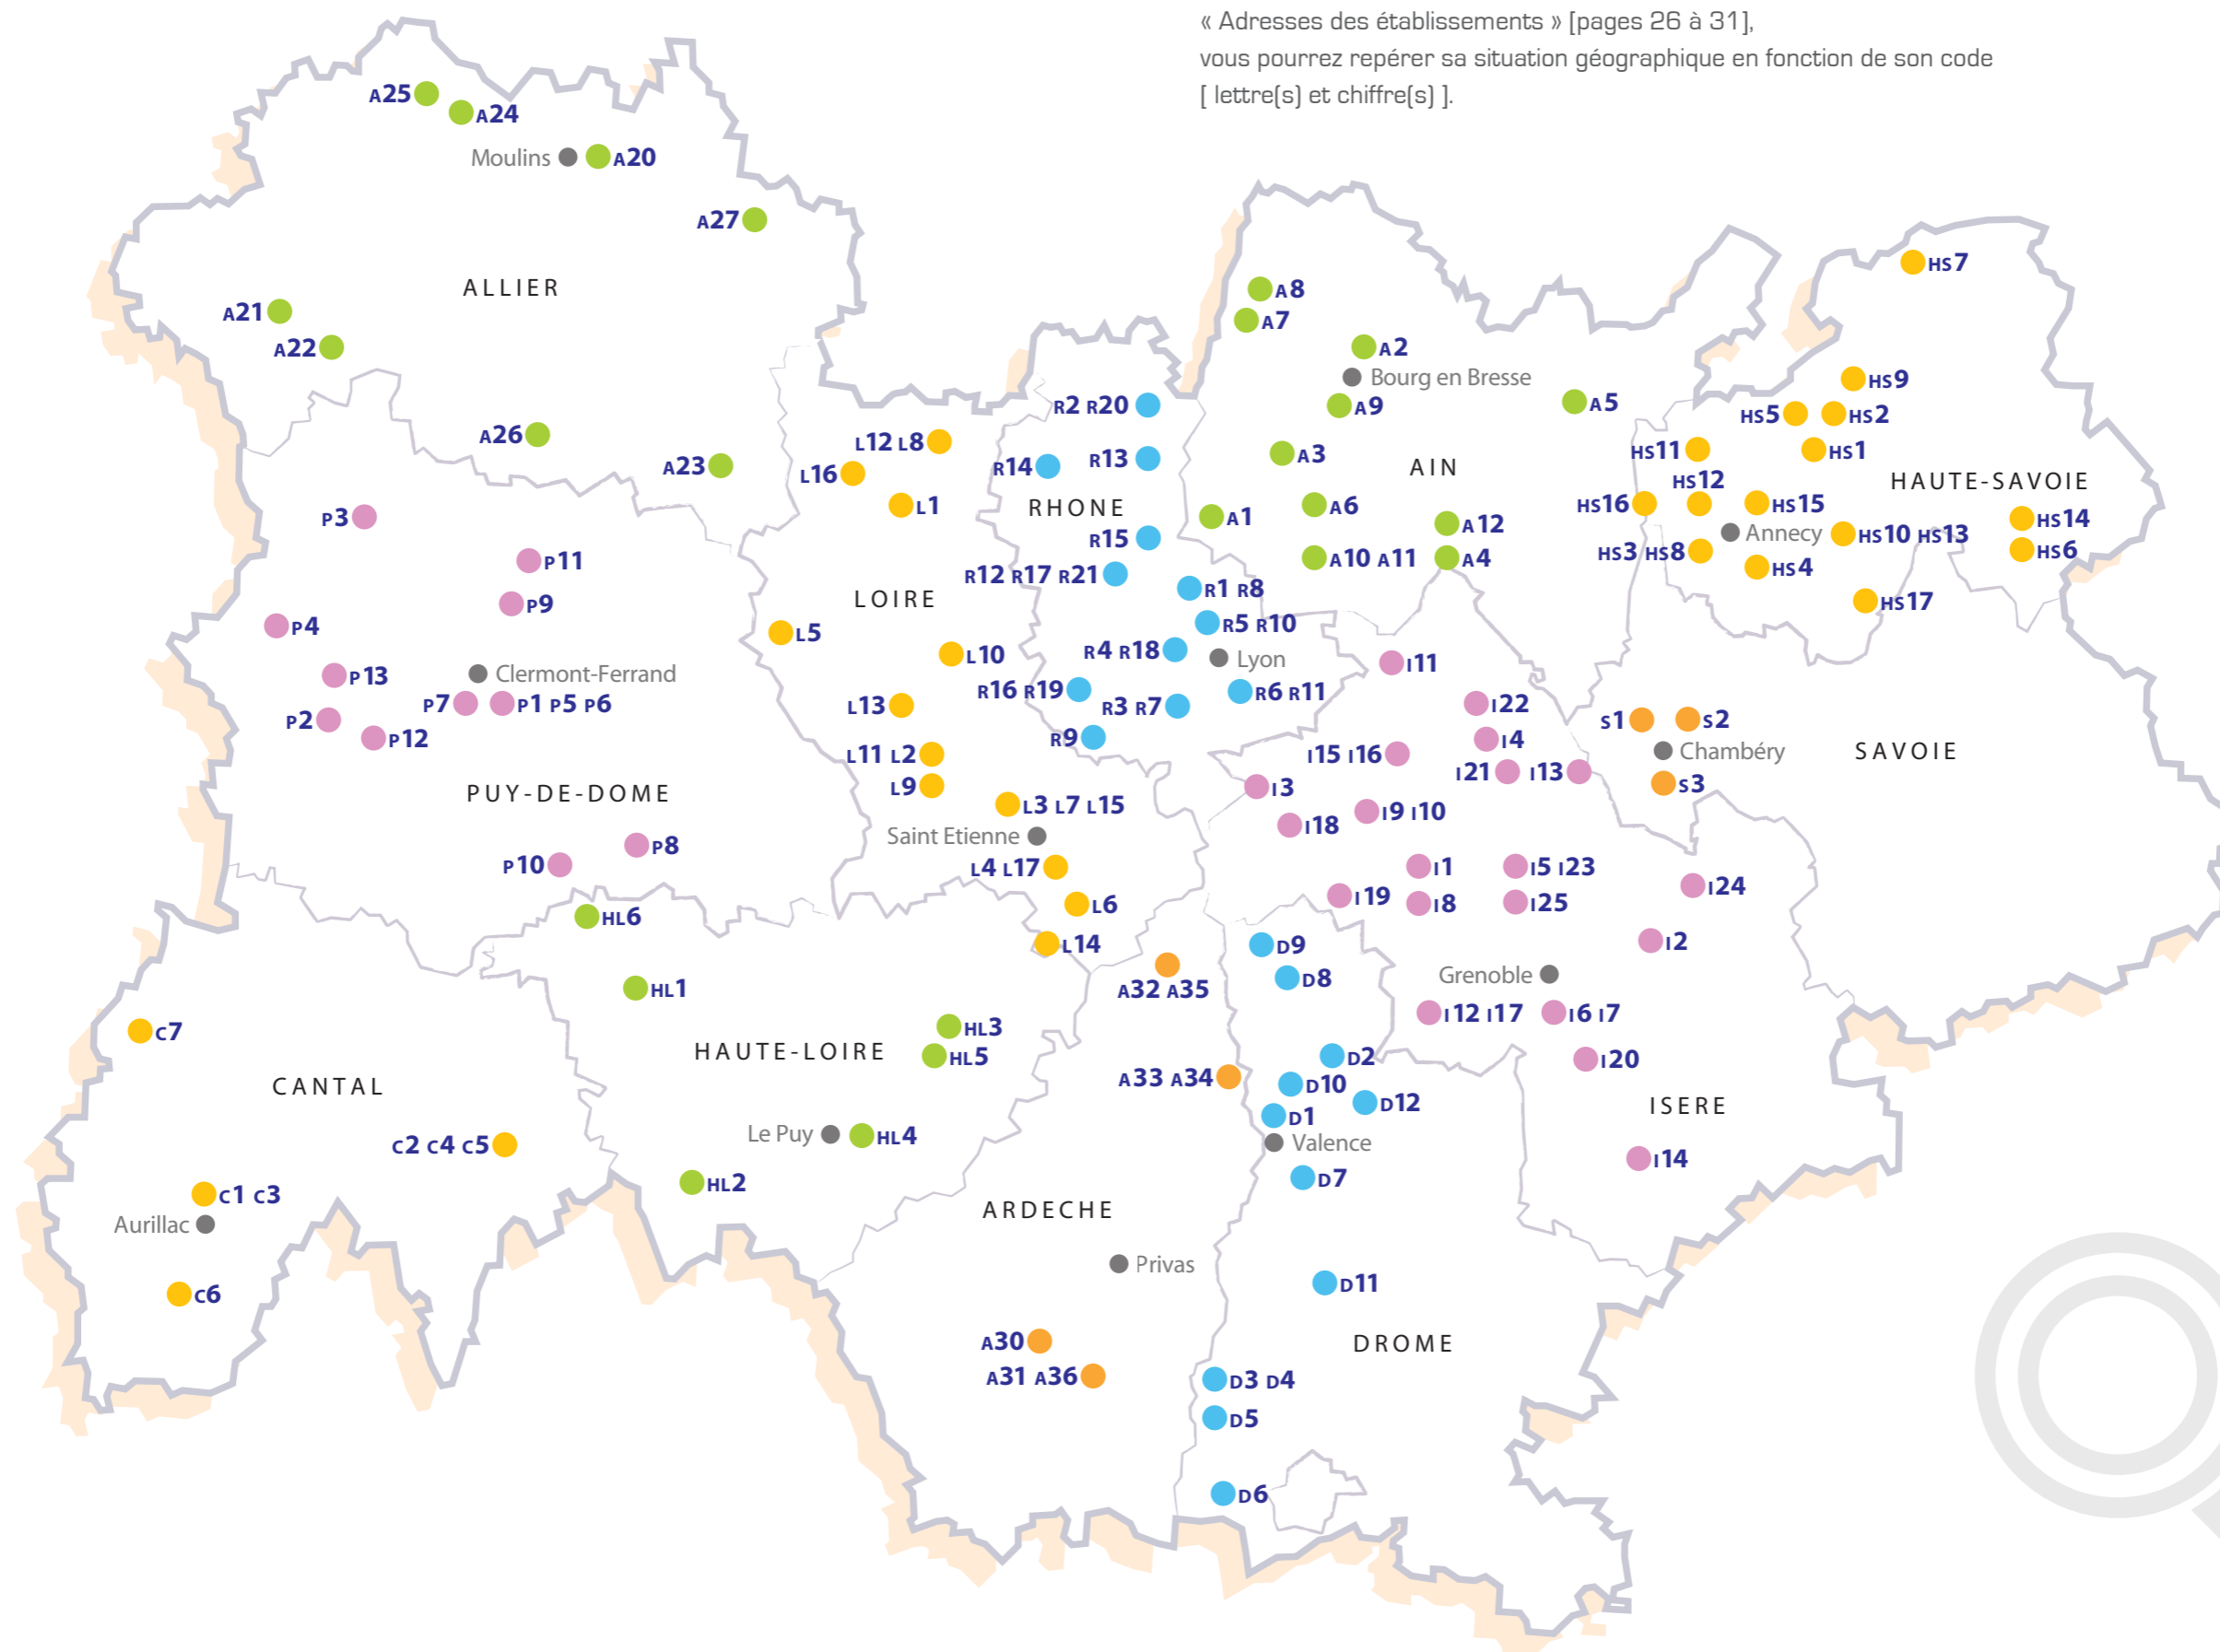 « Adresses des établissements » [pages 26 à 31],
vous pourrez repérer sa situation géographique en fonction de son code
[ lettre(s) et chiffre(s) ].
A25
A24
Moulins
A20
A27
ALLIER
A21
A22
A26
A23
A8
A7
A2
Bourg en Bresse
A9
A5
A3
AIN
A1
A6
A12
A10 A11
A4
HS7
HS9
HS5
HS2
HS11
HS1
HS12
HAUTE-SAVOIE
HS16
HS15
HS14
Annecy
HS10 HS13
HS3 HS8
HS6
HS4
HS17
R2 R20
R14
R13
RHONE
R15
R12 R17 R21
R1 R8
R5 R10
R4 R18
Lyon
R16 R19
R3 R7
R6 R11
R9
L12 L8
L16
L1
LOIRE
L5
L10
L13
L11 L2
L9
L3 L7 L15
Saint Etienne
L4 L17
L6
L14
P3
P11
P9
P4
Clermont-Ferrand
P13
P7
P1 P5 P6
P2
P12
PUY-DE-DOME
P8
P10
I11
I22
I4
I15 I16
I21
I13
I3
I9 I10
I18
I1
I5 I23
I24
I19
I8
I25
I2
Grenoble
I12 I17
I6 I7
I20
ISERE
I14
S1
S2
Chambéry
SAVOIE
S3
HL6
HL1
HL3
HAUTE-LOIRE
HL5
Le Puy
HL4
HL2
C7
CANTAL
C2 C4 C5
C1 C3
Aurillac
C6
A32 A35
A33 A34
ARDECHE
Privas
A30
A31 A36
D9
D8
D2
D10
D12
D1
Valence
D7
D11
DROME
D3 D4
D5
D6